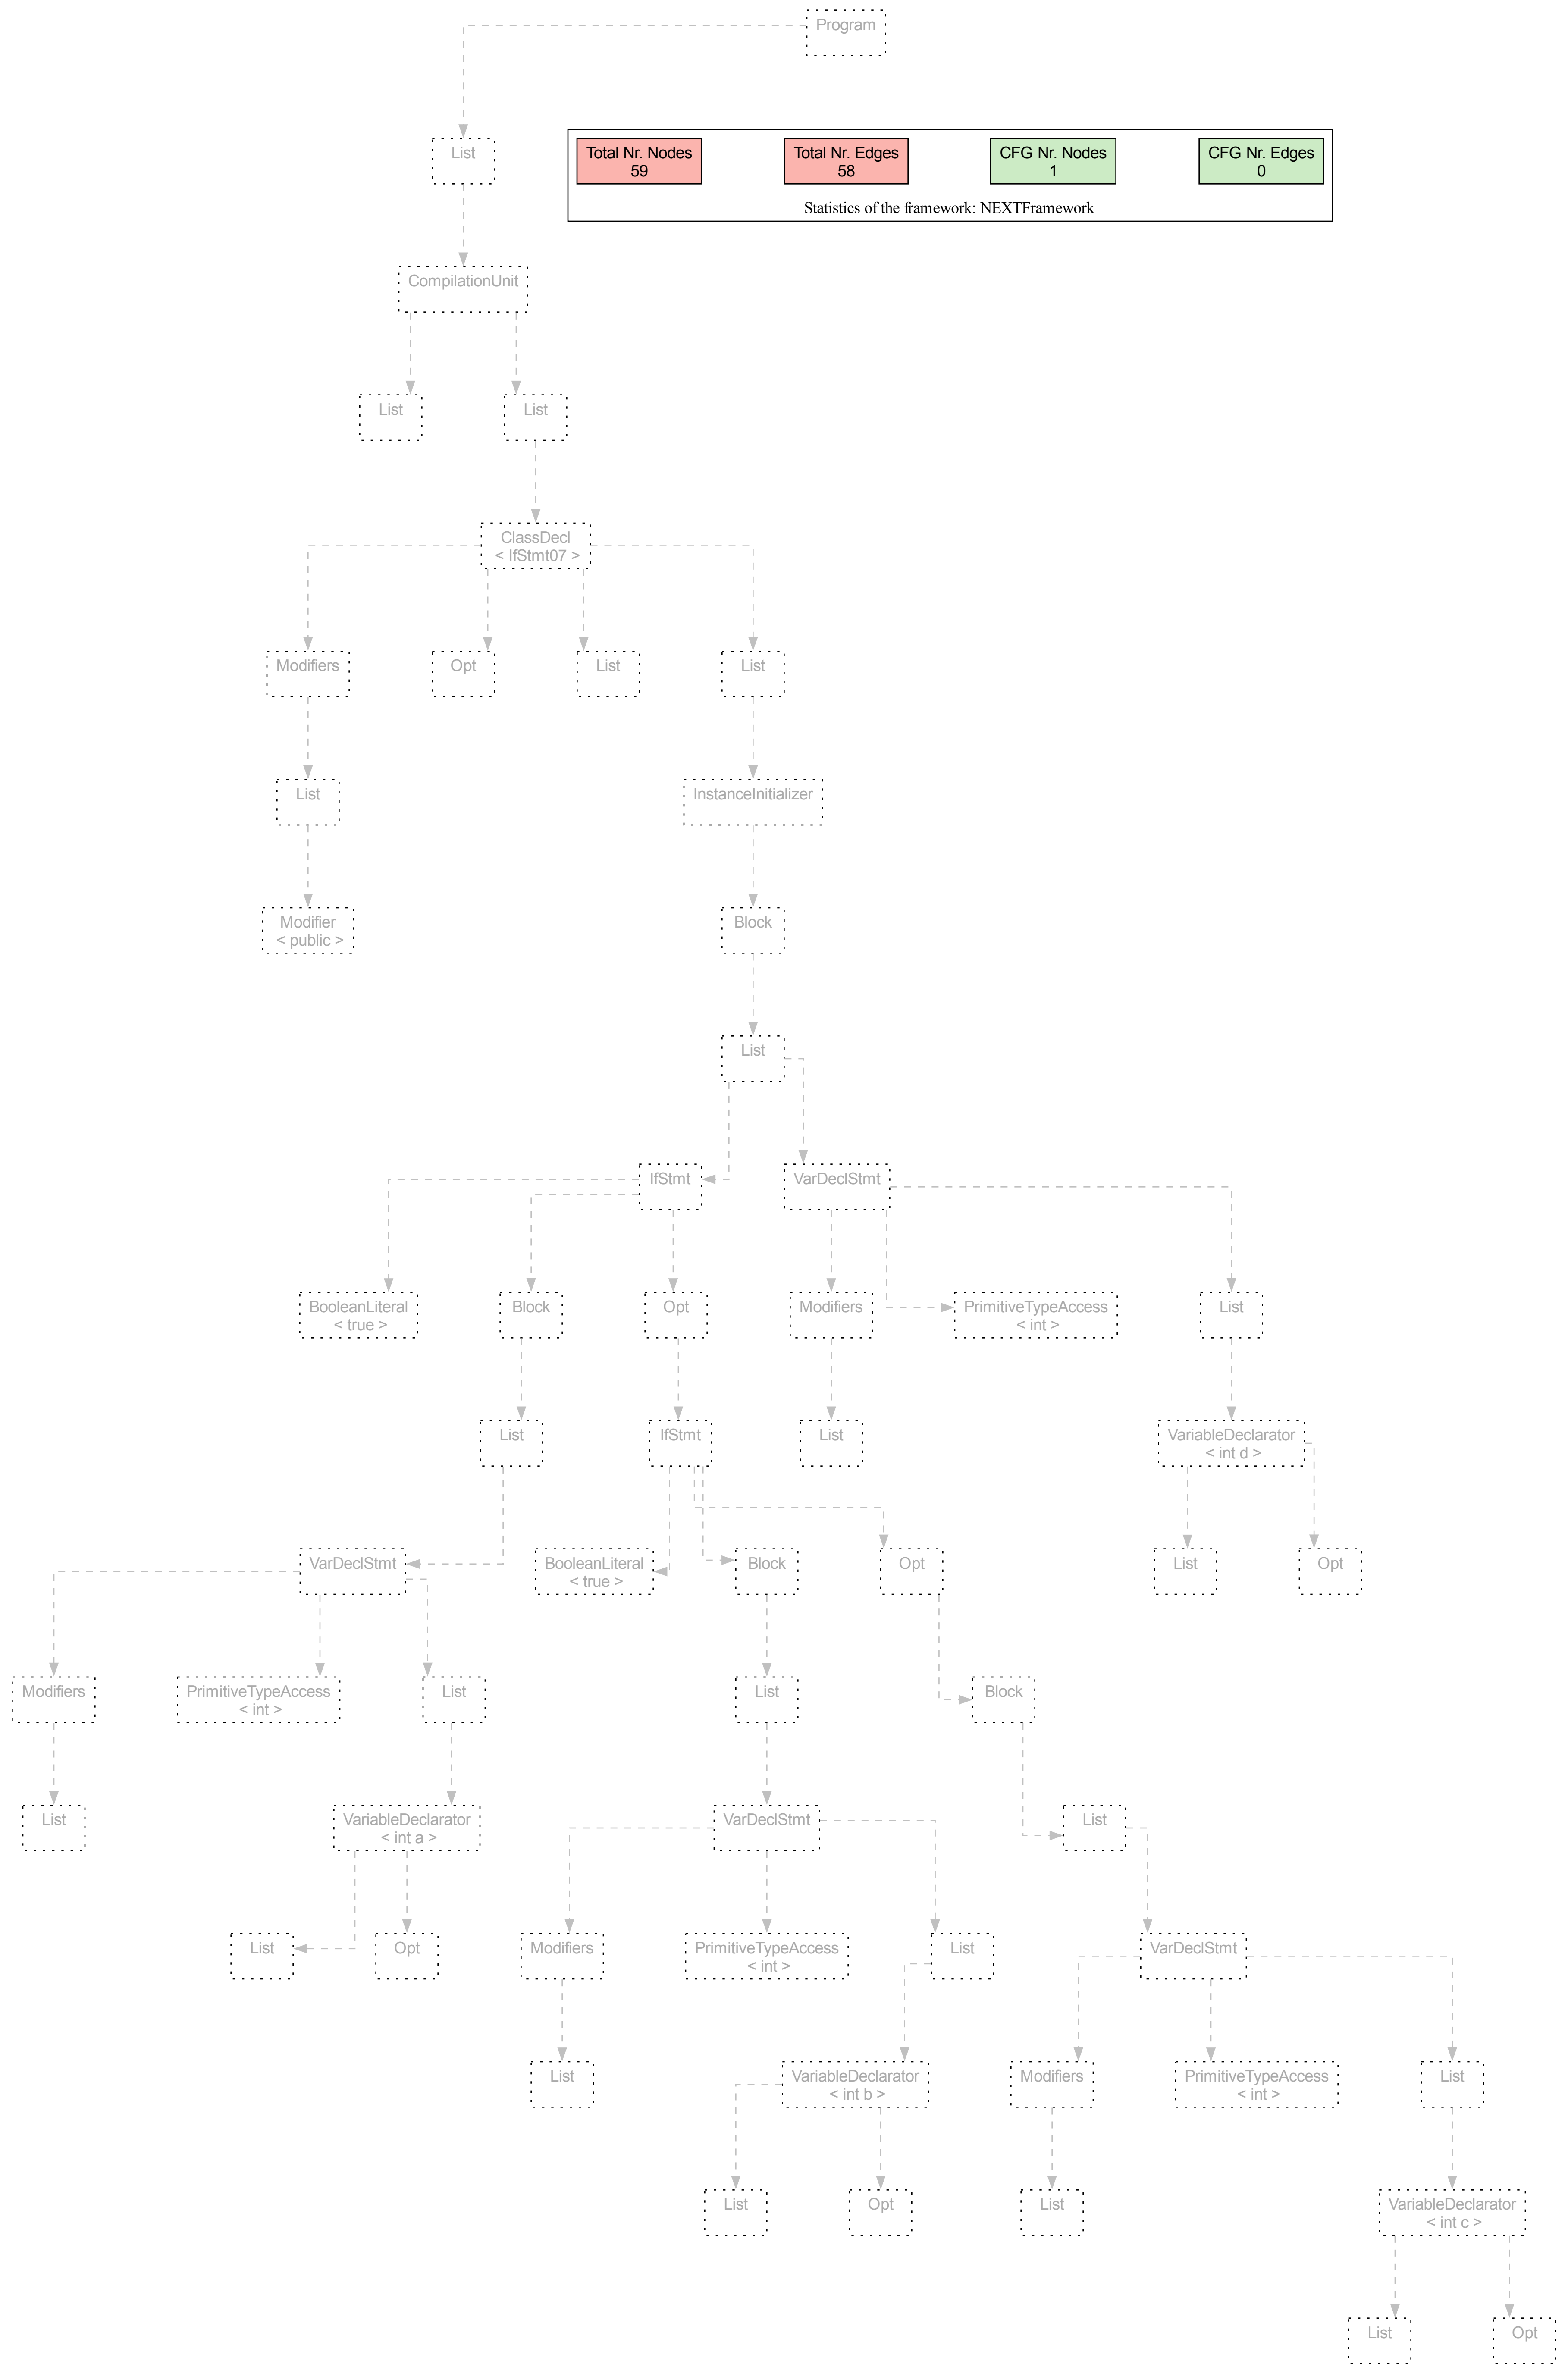 Program
List
Total Nr. Nodes
59
Total Nr. Edges
58
CFG Nr. Nodes
1
CFG Nr. Edges
0
Statistics of the framework: NEXTFramework
CompilationUnit
List
List
ClassDecl
< IfStmt07 >
Modifiers
Opt
List
List
List
InstanceInitializer
Modifier
< public >
Block
List
IfStmt
VarDeclStmt
BooleanLiteral
< true >
Block
Opt
Modifiers
PrimitiveTypeAccess
< int >
List
List
IfStmt
List
VariableDeclarator
< int d >
VarDeclStmt
BooleanLiteral
< true >
Block
Opt
List
Opt
Modifiers
PrimitiveTypeAccess
< int >
List
List
Block
List
VariableDeclarator
< int a >
VarDeclStmt
List
List
Opt
Modifiers
PrimitiveTypeAccess
< int >
List
VarDeclStmt
List
VariableDeclarator
< int b >
Modifiers
PrimitiveTypeAccess
< int >
List
List
Opt
List
VariableDeclarator
< int c >
List
Opt